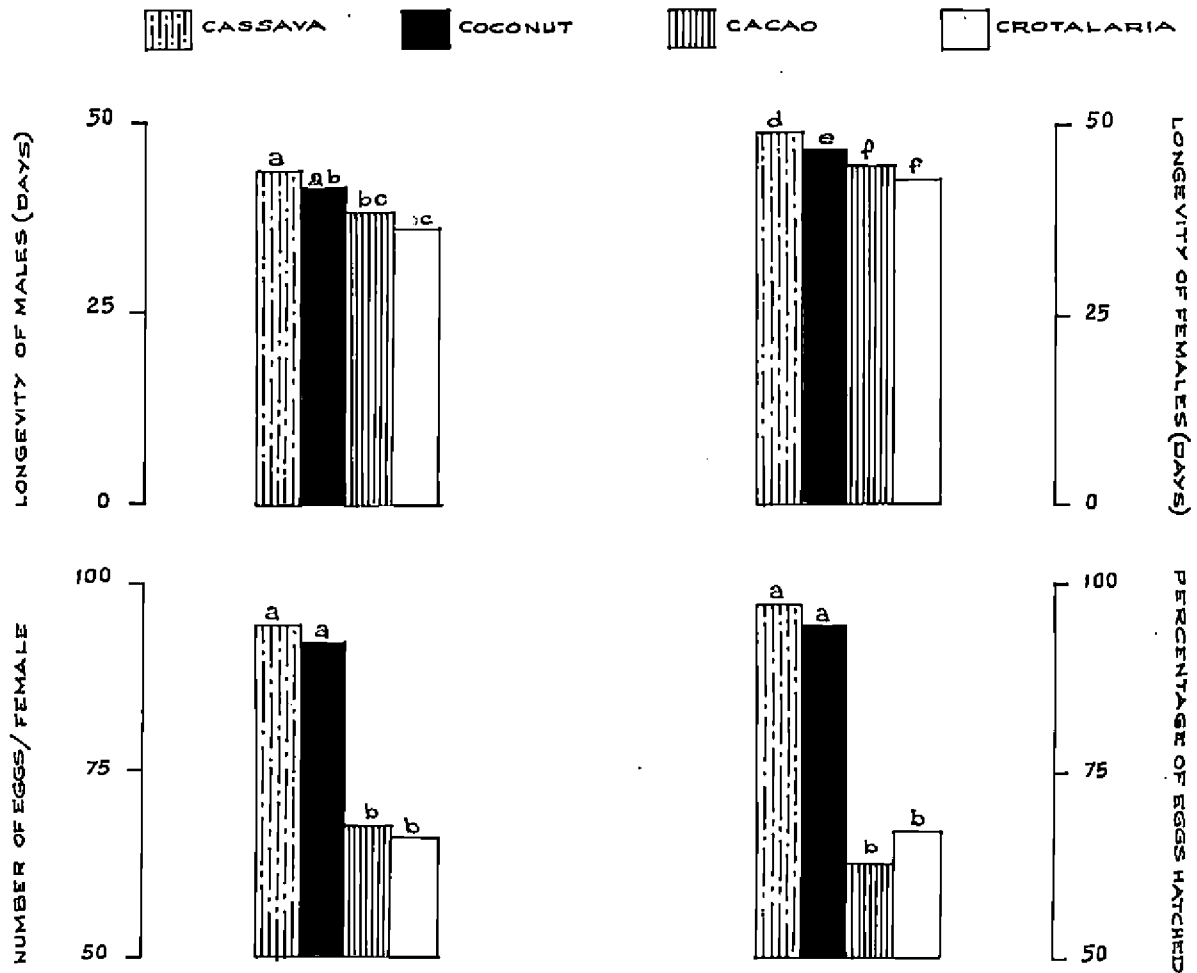 CASSAVA
COCONUT
CACAO
CROTALARIA
LONGEVITY OF MALES (DAYS)
50
25
0
a
ab
bc
c
d
e
f
f
50
25
0
LONGEVITY OF FEMALES (DAYS)
NUMBER OF EGGS/FEMALE
100
75
50
a
a
b
b
a
a
b
b
100
75
50
PERCENTAGE OF EGGS HATCHED